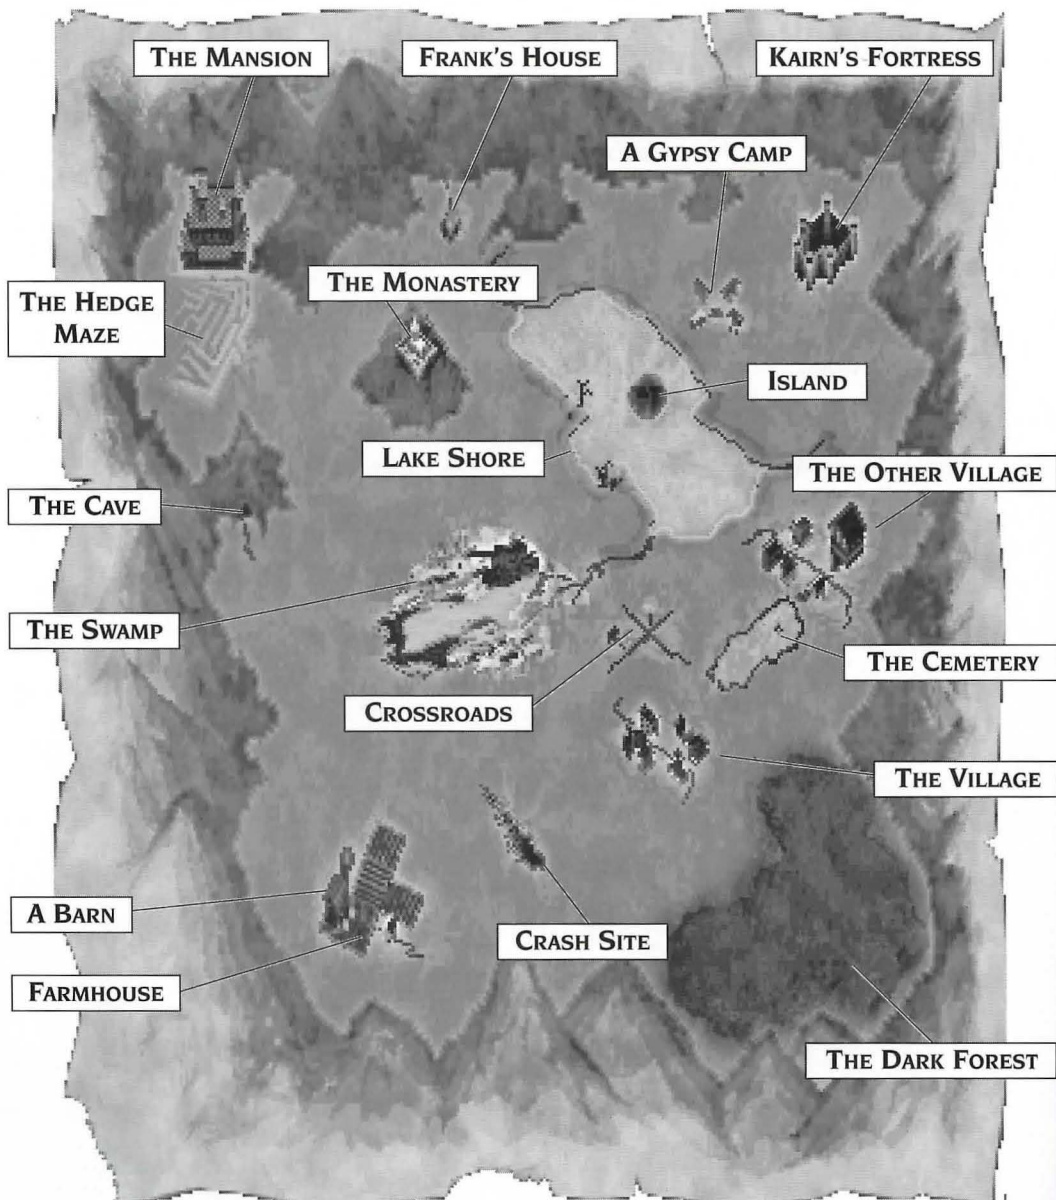 THE MANSION
FRANK'S HOUSE
KAIRN'S FORTRESS
A GYPSY CAMP
THE HEDGE
MAZE
THE MONASTERY
ISLAND
LAKE SHORE
THE OTHER VILLAGE
THE CAVE
THE SWAMP
THE CEMETERY
CROSSROADS
THE VILLAGE
A BARN
CRASH SITE
FARMHOUSE
THE DARK FOREST